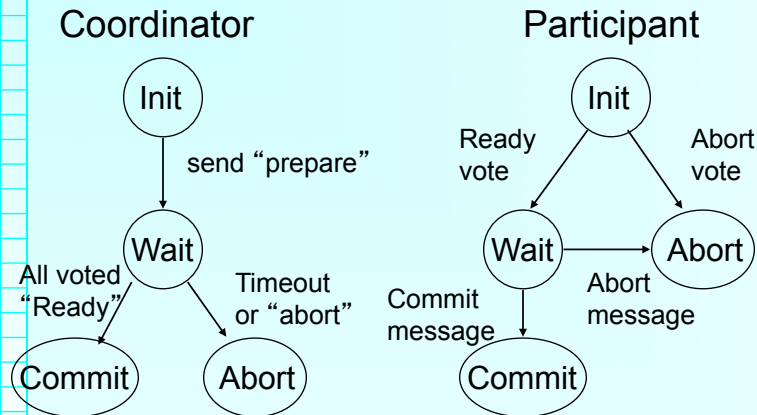 Coordinator
Init
send “prepare”
Wait
All voted
“Ready”
Timeout
or “abort”
Commit
Abort
Participant
Init
Ready
vote
Abort
vote
Wait
Abort
Abort
message
Commit
message
Commit